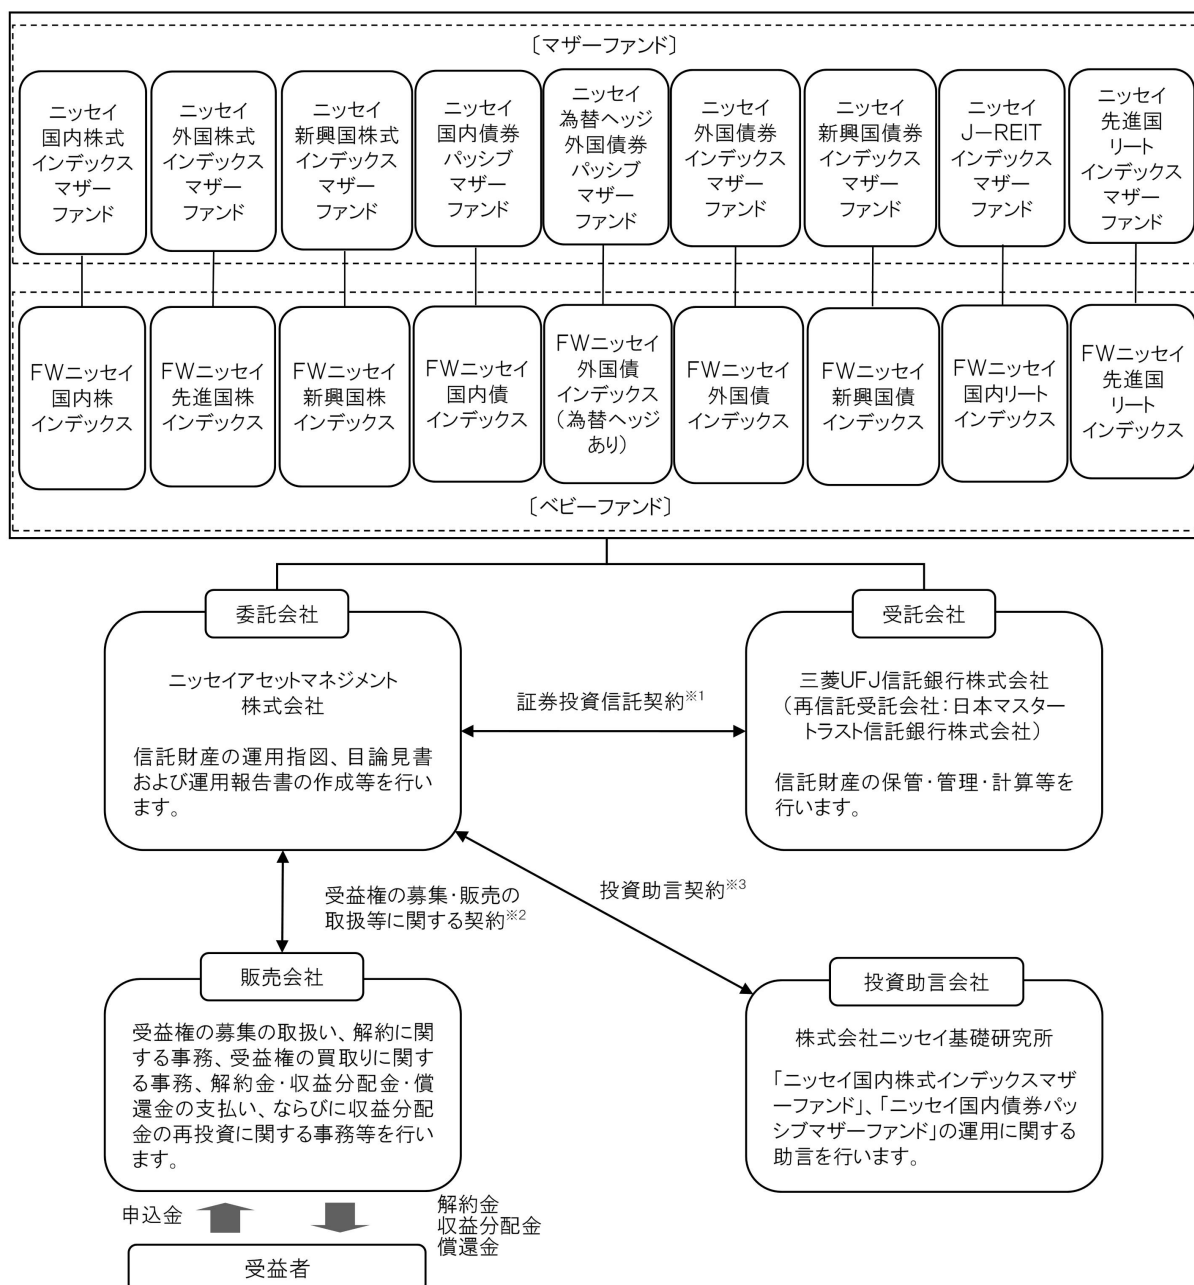 〔マザーファンド〕
ニッセイ
国内株式
インデックス
マザー
ファンド
ニッセイ
外国株式
インデックス
マザー
ファンド
ニッセイ
新興国株式
インデックス
マザー
ファンド
ニッセイ
国内債券
パッシブ
マザー
ファンド
ニッセイ
為替ヘッジ
外国債券
パッシブ
マザー
ファンド
ニッセイ
外国債券
インデックス
マザー
ファンド
ニッセイ
新興国債券
インデックス
マザー
ファンド
ニッセイ
J－REIT
インデックス
マザー
ファンド
ニッセイ
先進国
リート
インデックス
マザー
ファンド
FWニッセイ
国内株
インデックス
FWニッセイ
先進国株
インデックス
FWニッセイ
新興国株
インデックス
FWニッセイ
国内債
インデックス
FWニッセイ
外国債
インデックス
（為替ヘッジ
あり）
FWニッセイ
外国債
インデックス
FWニッセイ
新興国債
インデックス
FWニッセイ
国内リート
インデックス
FWニッセイ
先進国
リート
インデックス
〔ベビーファンド〕
委託会社
ニッセイアセットマネジメント
株式会社
信託財産の運用指図、目論見書
および運用報告書の作成等を行い
ます。
証券投資信託契約※1
受託会社
三菱UFJ信託銀行株式会社
（再信託受託会社：日本マスター
トラスト信託銀行株式会社）
信託財産の保管・管理・計算等を
行います。
受益権の募集・販売の
取扱等に関する契約※2
投資助言契約※3
販売会社
受益権の募集の取扱い、解約に関
する事務、受益権の買取りに関す
る事務、解約金・収益分配金・償
還金の支払い、ならびに収益分配
金の再投資に関する事務等を行い
ます。
投資助言会社
株式会社ニッセイ基礎研究所
「ニッセイ国内株式インデックスマザ
ーファンド」、「ニッセイ国内債券パッ
シブマザーファンド」の運用に関する
助言を行います。
申込金
解約金
収益分配金
償還金
受益者